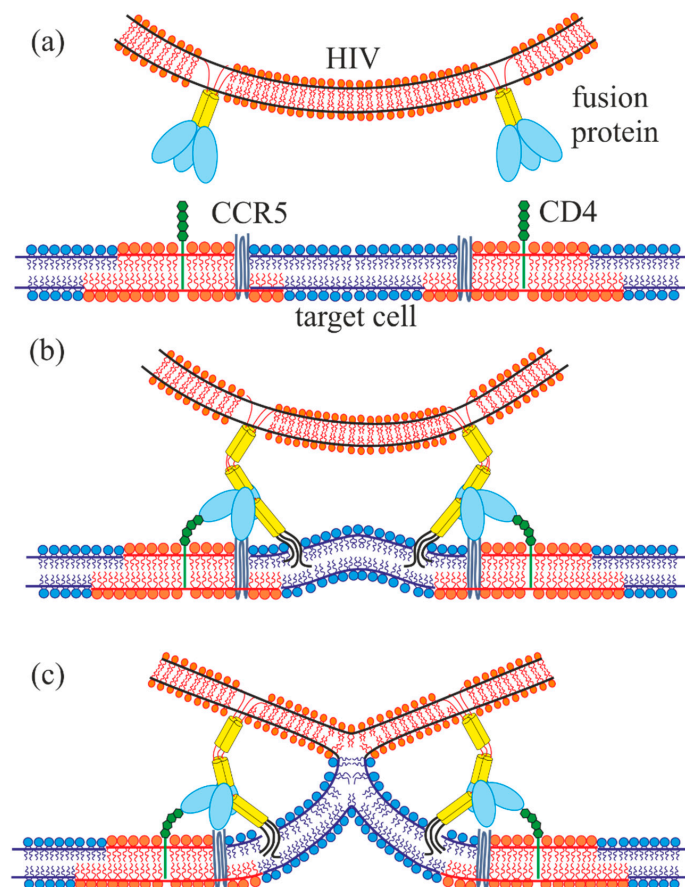 (a)
HIV
fusion
protein
CCR5
CD4
target cell
(b)
(c)